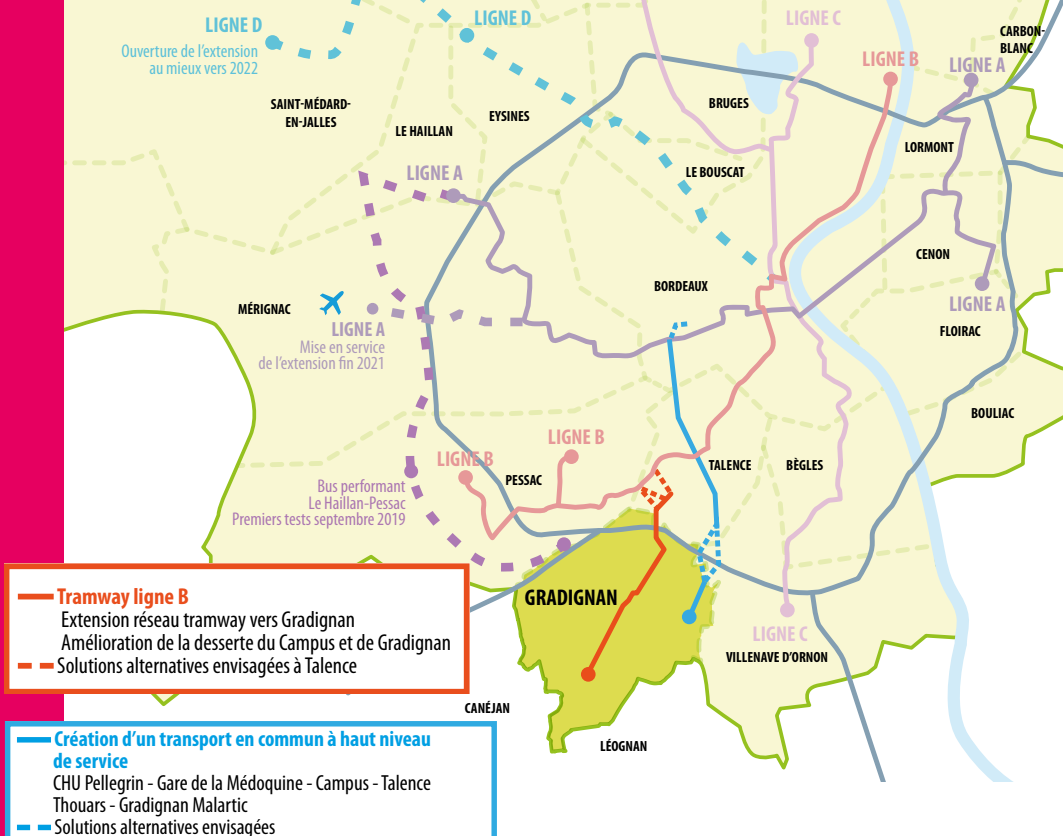 LIGNE D
Ouverture de l'extension
au mieux vers 2022
LIGNE D
LIGNE C
LIGNE B
CARBON-
BLANC
LIGNE A
SAINT-MÉDARD-
EN-JALLES
LE HAILLAN
EYSINES
BRUGES
LORMONT
LIGNE A
LE BOUSCAT
CENON
MÉRIGNAC
BORDEAUX
LIGNE A
LIGNE A
Mise en service
de l'extension fin 2021
FLOIRAC
BOULIAC
LIGNE B
LIGNE B
PESSAC
TALENCE
BÈGLES
Bus performant
Le Haillan-Pessac
Premiers tests septembre 2019
GRADIGNAN
LIGNE C
VILLENAVE D'ORNON
CANÉJAN
LÉOGNAN
Tramway ligne B
Extension réseau tramway vers Gradignan
Amélioration de la desserte du Campus et de Gradignan
Solutions alternatives envisagées à Talence
Création d'un transport en commun à haut niveau
de service
CHU Pellegrin - Gare de la Médoquine - Campus - Talence
Thouars - Gradignan Malartic
Solutions alternatives envisagées